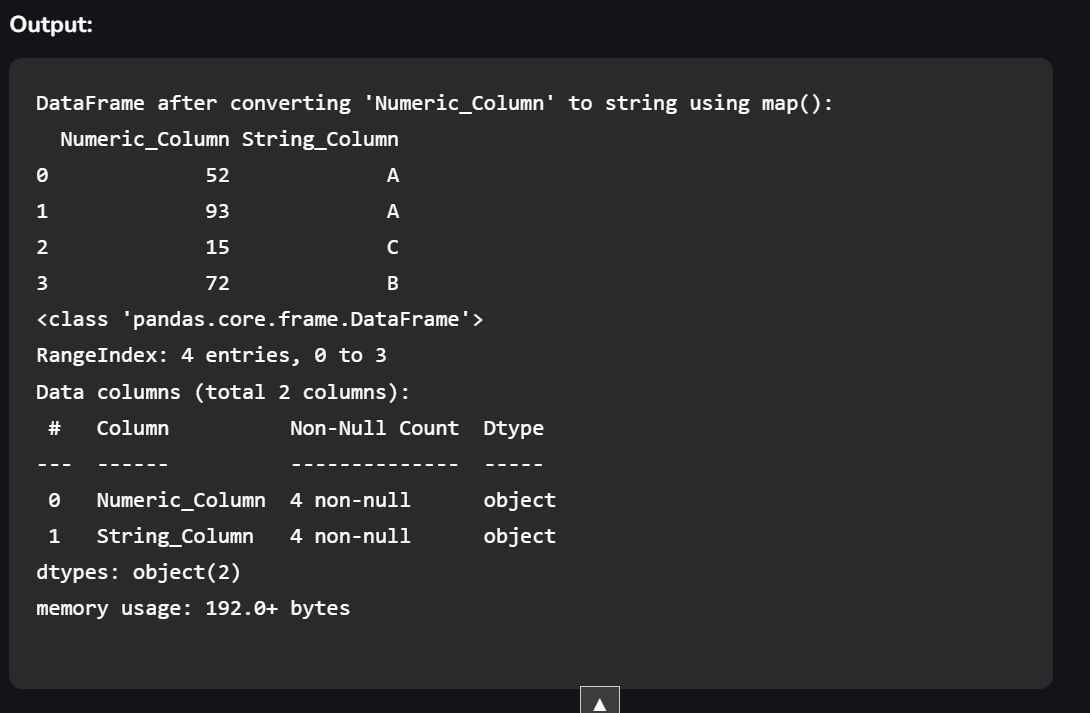 Output:
DataFrame after converting 'Numeric_Column' to string using map():
  Numeric_Column String_Column
0             52             A
1             93             A
2             15             C
3             72             B
<class 'pandas.core.frame.DataFrame'>
RangeIndex: 4 entries, 0 to 3
Data columns (total 2 columns):
 #   Column          Non-Null Count  Dtype
---  ------          --------------  -----
 0   Numeric_Column  4 non-null      object
 1   String_Column   4 non-null      object
dtypes: object(2)
memory usage: 192.0+ bytes